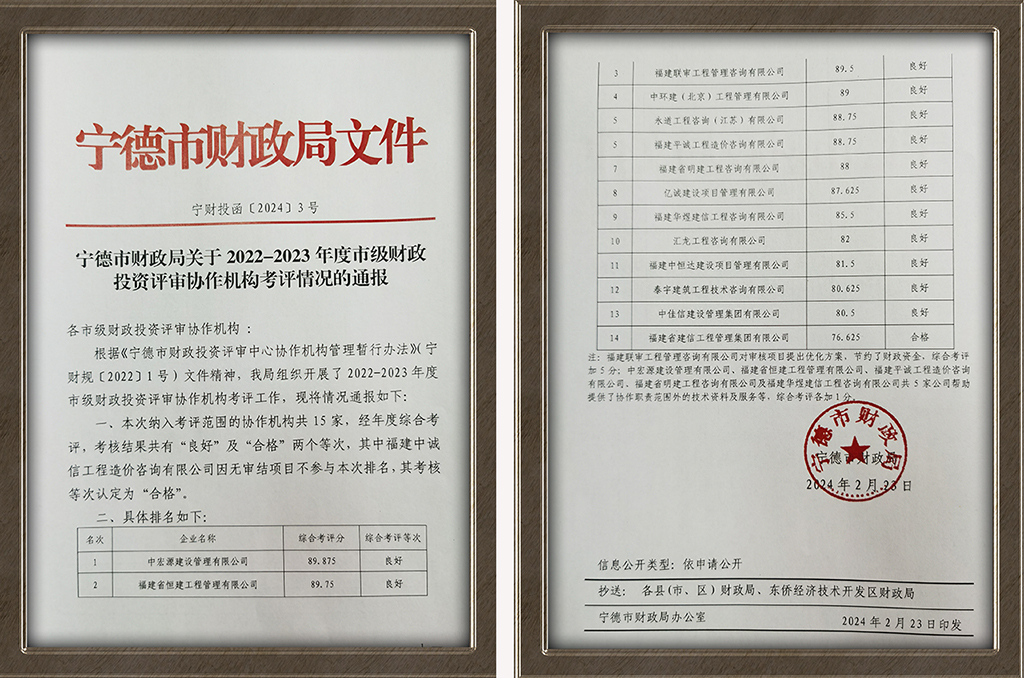 宁德市财政局文件
宁财投函〔2024〕3号
宁德市财政局关于2022-2023年度市级财政
投资评审协作机构考评情况的通报
各市级财政投资评审协作机构：
根据《宁德市财政投资评审中心协作机构管理暂行办法》（宁
财规〔2022〕1号）文件精神，我局组织开展了2022-2023年度
市级财政投资评审协作机构考评工作，现将情况通报如下：
一、本次纳入考评范围的协作机构共15家，经年度综合考
评，考核结果共有“良好”及“合格”两个等次，其中福建中诚
信工程造价咨询有限公司因无审结项目不参与本次排名，其考核
等次认定为“合格”。
二、具体排名如下：
名次 企业名称 综合考评分 综合考评等次
1 中宏源建设管理有限公司 89.875 良好
2 福建省恒建工程管理有限公司 89.75 良好
3 福建联审工程管理咨询有限公司 89.5 良好
4 中环建（北京）工程管理有限公司 89 良好
5 永道工程咨询（江苏）有限公司 88.75 良好
5 福建平诚工程造价咨询有限公司 88.75 良好
7 福建省明建工程咨询有限公司 88 良好
8 亿诚建设项目管理有限公司 87.625 良好
9 福建华煜建信工程咨询有限公司 85.5 良好
10 汇龙工程咨询有限公司 82 良好
11 福建中恒达建设项目管理有限公司 81.5 良好
12 泰宇建筑工程技术咨询有限公司 80.625 良好
13 中佳信建设管理集团有限公司 80.5 良好
14 福建省建信工程管理集团有限公司 76.625 合格
注：福建联审工程管理咨询有限公司对审核项目提出优化方案，节约了财政资金，综合考评
加5分；中宏源建设管理有限公司、福建省恒建工程管理有限公司、福建平诚工程造价咨询
有限公司、福建省明建工程咨询有限公司及福建华煜建信工程咨询有限公司共5家公司帮助
提供了协作职责范围外的技术资料及服务等，综合考评各加1分。
宁德市财政局
宁德市财政局
2024年2月23日
信息公开类型：依申请公开
抄送：各县（市、区）财政局、东侨经济技术开发区财政局
宁德市财政局办公室 2024年2月23日印发